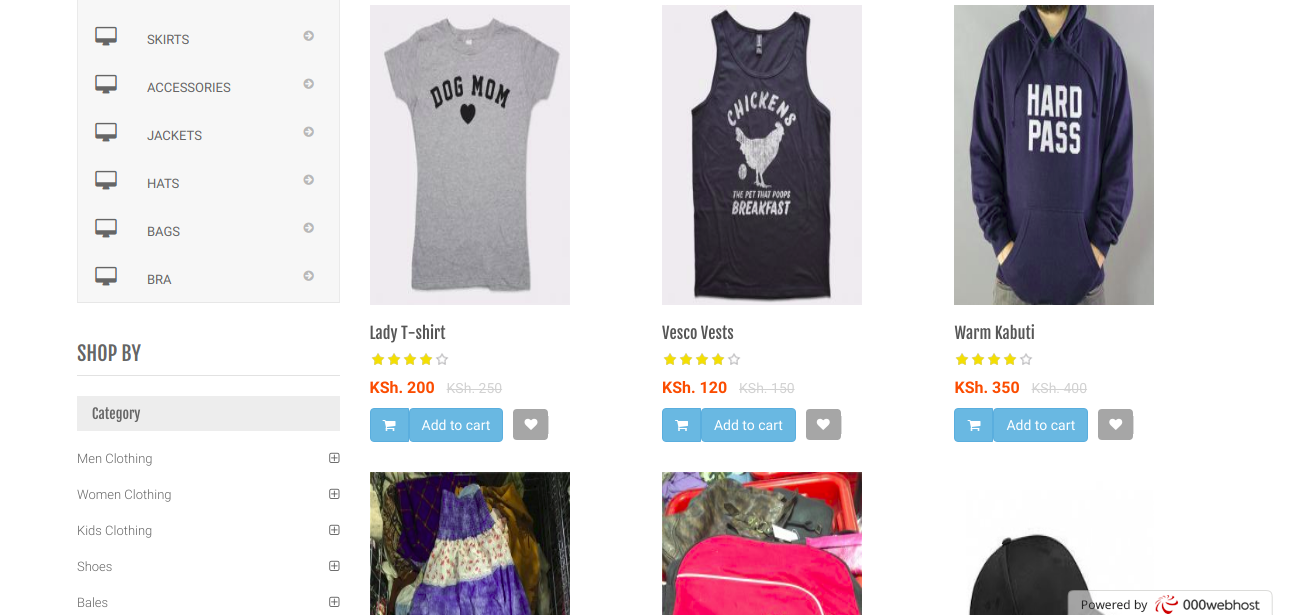 SKIRTS
ACCESSORIES
JACKETS
HATS
BAGS
BRA
SHOP BY
Category
Men Clothing
Women Clothing
Kids Clothing
Shoes
Bales
DOG MOM
Lady T-shirt
KSh. 200 KSh. 250
Add to cart
CHICKENS
THE PET THAT POOPS
BREAKFAST
Vesco Vests
KSh. 120 KSh. 150
Add to cart
HARD
PASS
Warm Kabuti
KSh. 350 KSh. 400
Add to cart
Powered by 000webhost